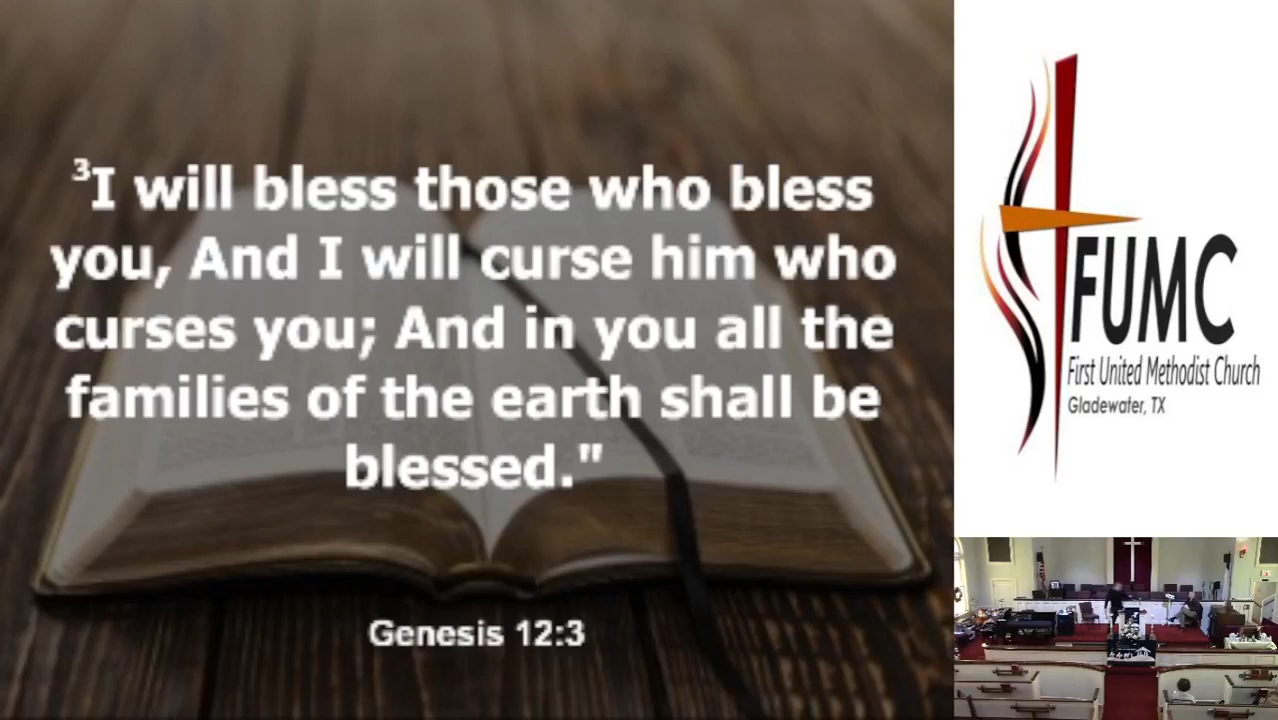 ³I will bless those who bless
you, And I will curse him who
curses you; And in you all the
families of the earth shall be
blessed."
Genesis 12:3
FUMC
First United Methodist Church
Gladewater, TX